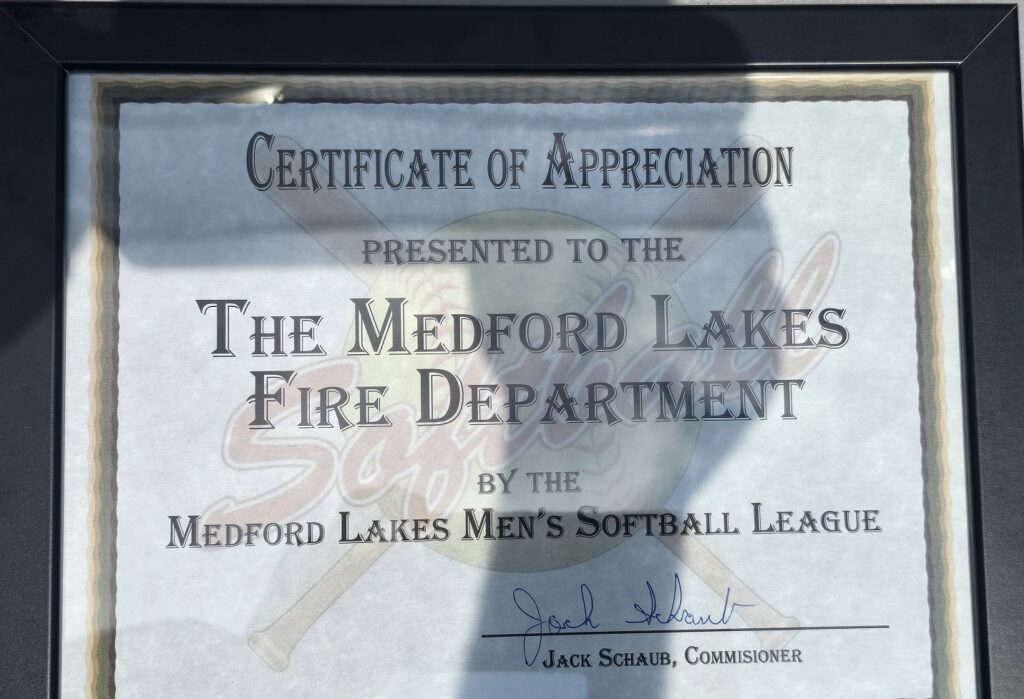 Certificate of Appreciation
presented to the
The Medford Lakes
Fire Department
by the
Medford Lakes Men's Softball League
Softball
Jack Schaub
Jack Schaub, Commisioner